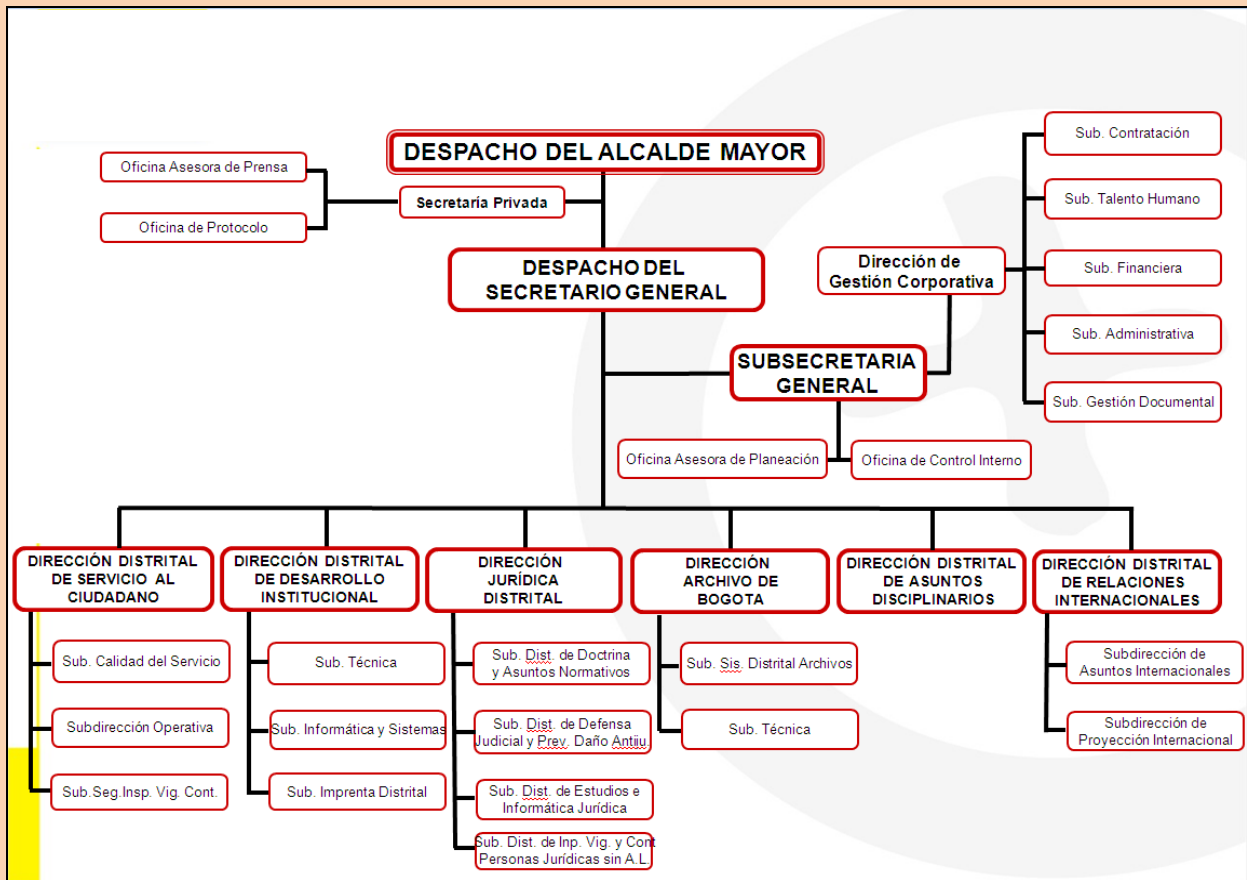 DESPACHO DEL ALCALDE MAYOR
Oficina Asesora de Prensa
Secretaría Privada
Oficina de Protocolo
DESPACHO DEL
SECRETARIO GENERAL
Dirección de
Gestión Corporativa
Sub. Contratación
Sub. Talento Humano
Sub. Financiera
Sub. Administrativa
Sub. Gestión Documental
SUBSECRETARIA
GENERAL
Oficina Asesora de Planeación
Oficina de Control Interno
DIRECCIÓN DISTRITAL
DE SERVICIO AL
CIUDADANO
Sub. Calidad del Servicio
Subdirección Operativa
Sub.Seg.Insp. Vig. Cont.
DIRECCIÓN DISTRITAL
DE DESARROLLO
INSTITUCIONAL
Sub. Técnica
Sub. Informática y Sistemas
Sub. Imprenta Distrital
DIRECCIÓN
JURÍDICA
DISTRITAL
Sub. Dist. de Doctrina
y Asuntos Normativos
Sub. Dist. de Defensa
Judicial y Prev. Daño Antiju.
Sub. Dist. de Estudios e
Informática Jurídica
Sub. Dist. de Inp. Vig. y Cont
Personas Jurídicas sin A.L.
DIRECCIÓN
ARCHIVO DE
BOGOTA
Sub. Sis. Distrital Archivos
Sub. Técnica
DIRECCIÓN DISTRITAL
DE ASUNTOS
DISCIPLINARIOS
DIRECCIÓN DISTRITAL
DE RELACIONES
INTERNACIONALES
Subdirección de
Asuntos Internacionales
Subdirección de
Proyección Internacional